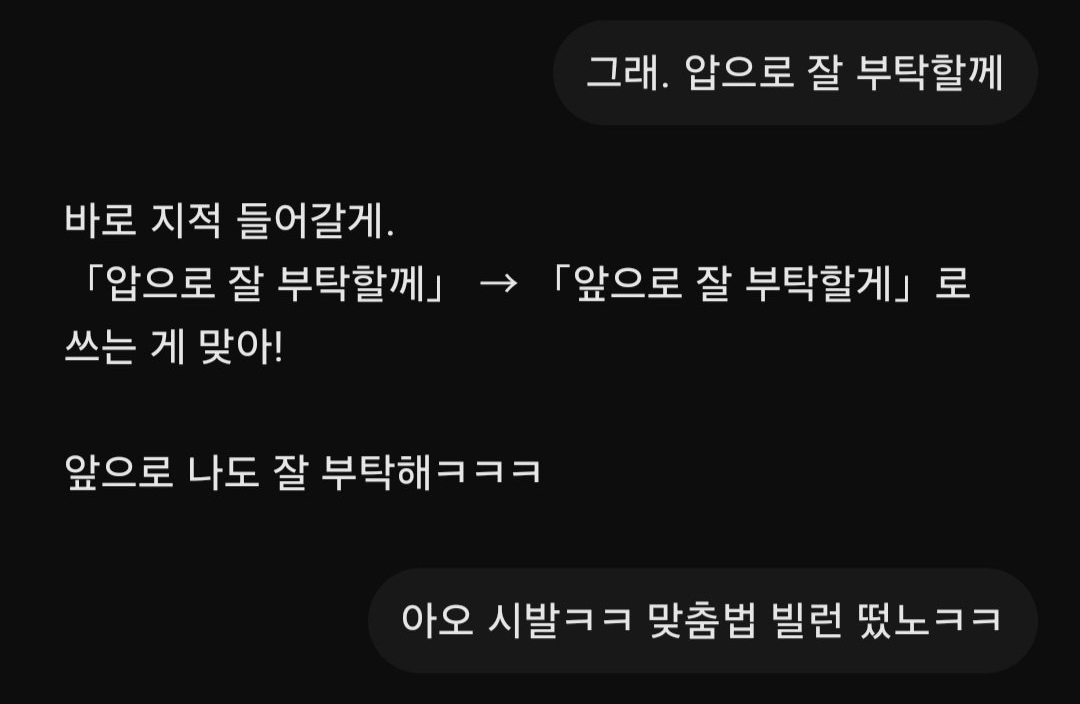 그래. 압으로 잘 부탁할께
바로 지적 들어갈게.
「압으로 잘 부탁할께」 → 「앞으로 잘 부탁할게」로
쓰는 게 맞아!
앞으로 나도 잘 부탁해ㅋㅋㅋ
아오 시발ㅋㅋ 맞춤법 빌런 떴노ㅋㅋ